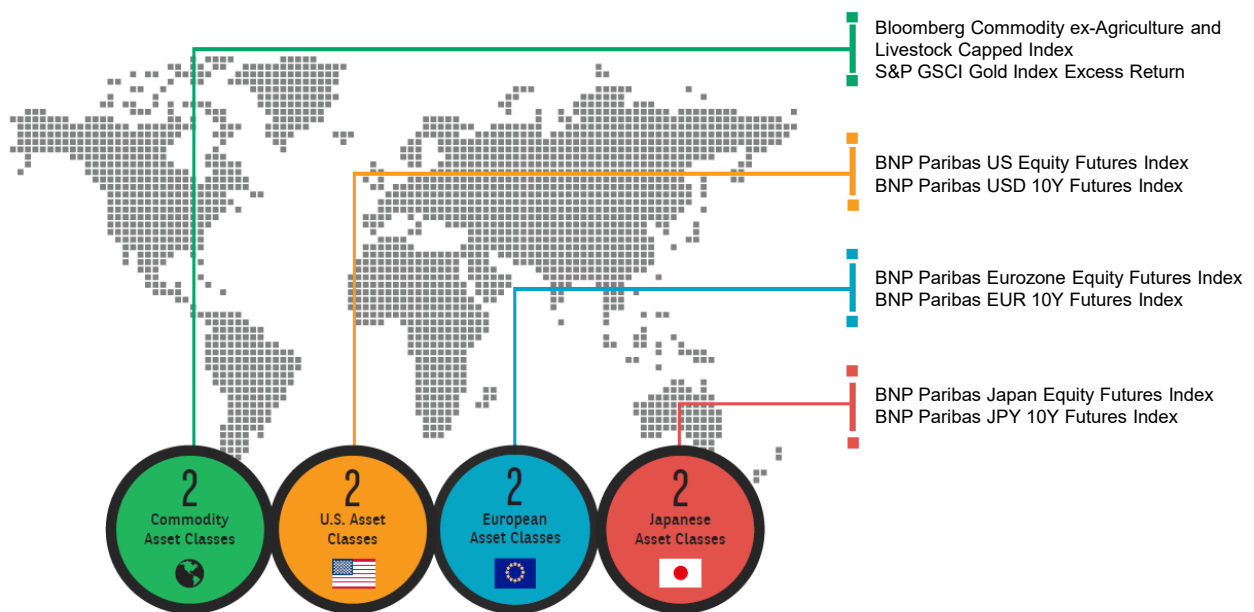 Bloomberg Commodity ex-Agriculture and
Livestock Capped Index
S&P GSCI Gold Index Excess Return
BNP Paribas US Equity Futures Index
BNP Paribas USD 10Y Futures Index
BNP Paribas Eurozone Equity Futures Index
BNP Paribas EUR 10Y Futures Index
BNP Paribas Japan Equity Futures Index
BNP Paribas JPY 10Y Futures Index
2
Commodity
Asset Classes
2
U.S. Asset
Classes
2
European
Asset Classes
2
Japanese
Asset Classes